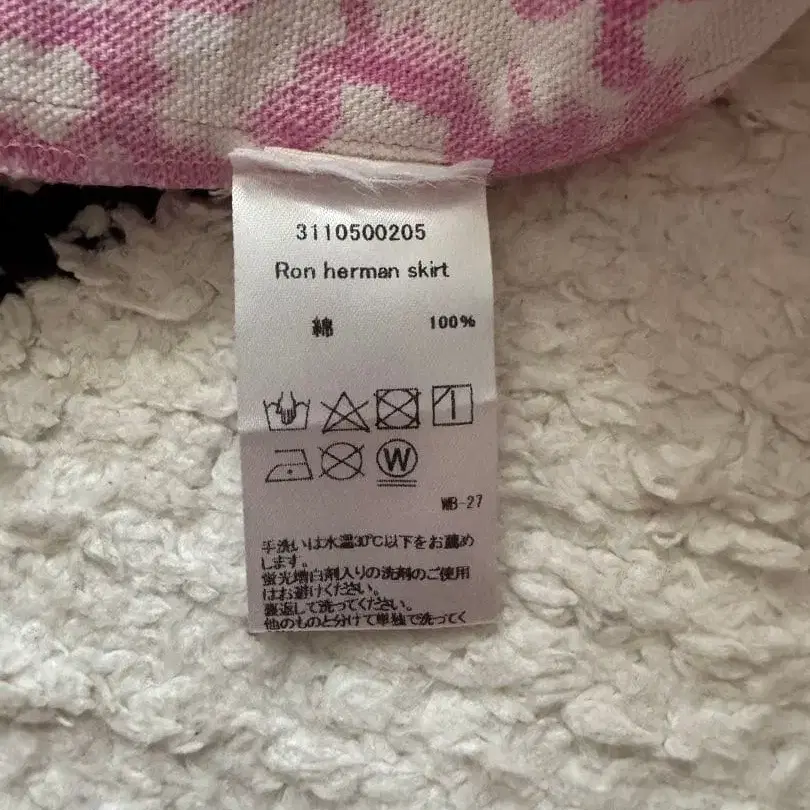 3110500205
Ron herman skirt
綿 100%
W
WB-27
手洗いは水温30℃以下をお薦め
します。
蛍光増白剤入りの洗剤のご使用
はお避けください。
裏返して洗ってください。
他のものと分けて単独で洗ってく